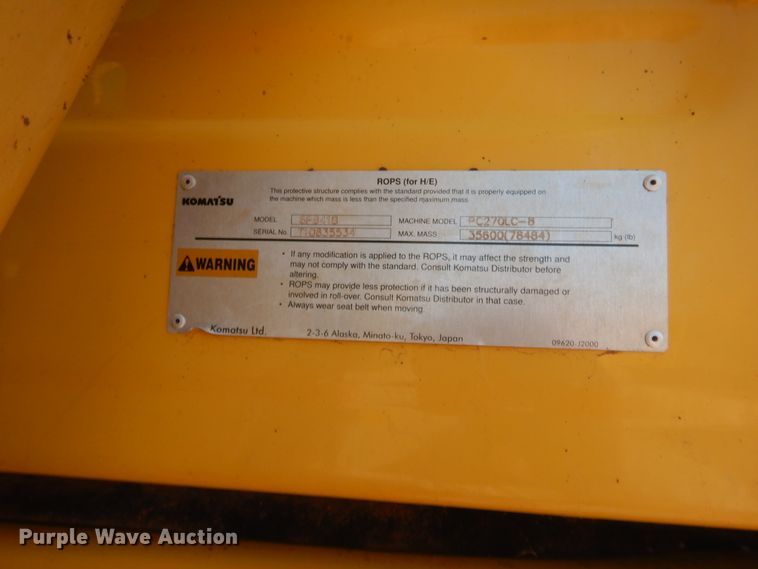 ROPS (for H/E)
This protective structure complies with the standard provided that it is properly equipped on
the machine which mass is less than the specified maximum mass.
KOMATSU
MODEL MACHINE MODEL PC270LC-8
SERIAL No. MAX. MASS 35600(78484) kg (lb)
WARNING
• If any modification is applied to the ROPS, it may affect the strength and
may not comply with the standard. Consult Komatsu Distributor before
altering.
• ROPS may provide less protection if it has been structurally damaged or
involved in roll-over. Consult Komatsu Distributor in that case.
• Always wear seat belt when moving.
Komatsu Ltd. 2-3-6 Akaska, Minato-ku, Tokyo, Japan
09620-J2000
Purple Wave Auction